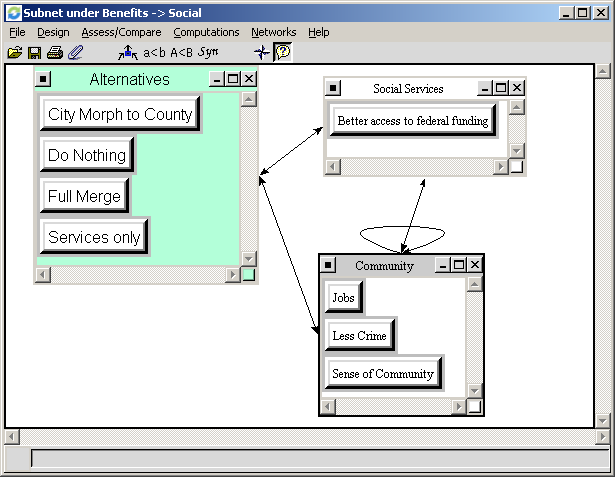 Subnet under Benefits -> Social
File Design Assess/Compare Computations Networks Help
a<b A<B Syn
Alternatives
City Morph to County
Do Nothing
Full Merge
Services only
Social Services
Better access to federal funding
Community
Jobs
Less Crime
Sense of Community